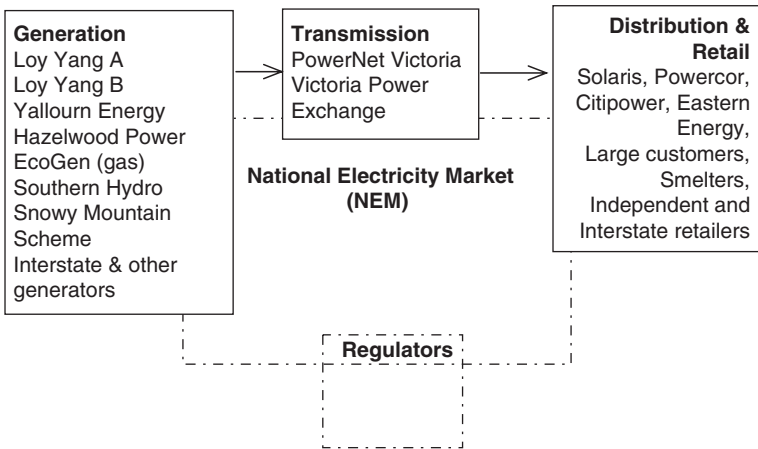 Generation
Loy Yang A
Loy Yang B
Yallourn Energy
Hazelwood Power
EcoGen (gas)
Southern Hydro
Snowy Mountain
Scheme
Interstate & other
generators
Transmission
PowerNet Victoria
Victoria Power
Exchange
Distribution &
Retail
Solaris, Powercor,
Citipower, Eastern
Energy,
Large customers,
Smelters,
Independent and
Interstate retailers
National Electricity Market
(NEM)
Regulators